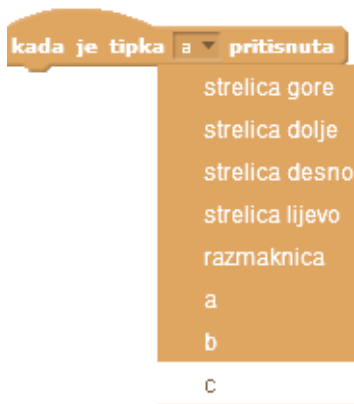 kada je tipka a pritisnuta
strelica gore
strelica dolje
strelica desno
strelica lijevo
razmaknica
a
b
c